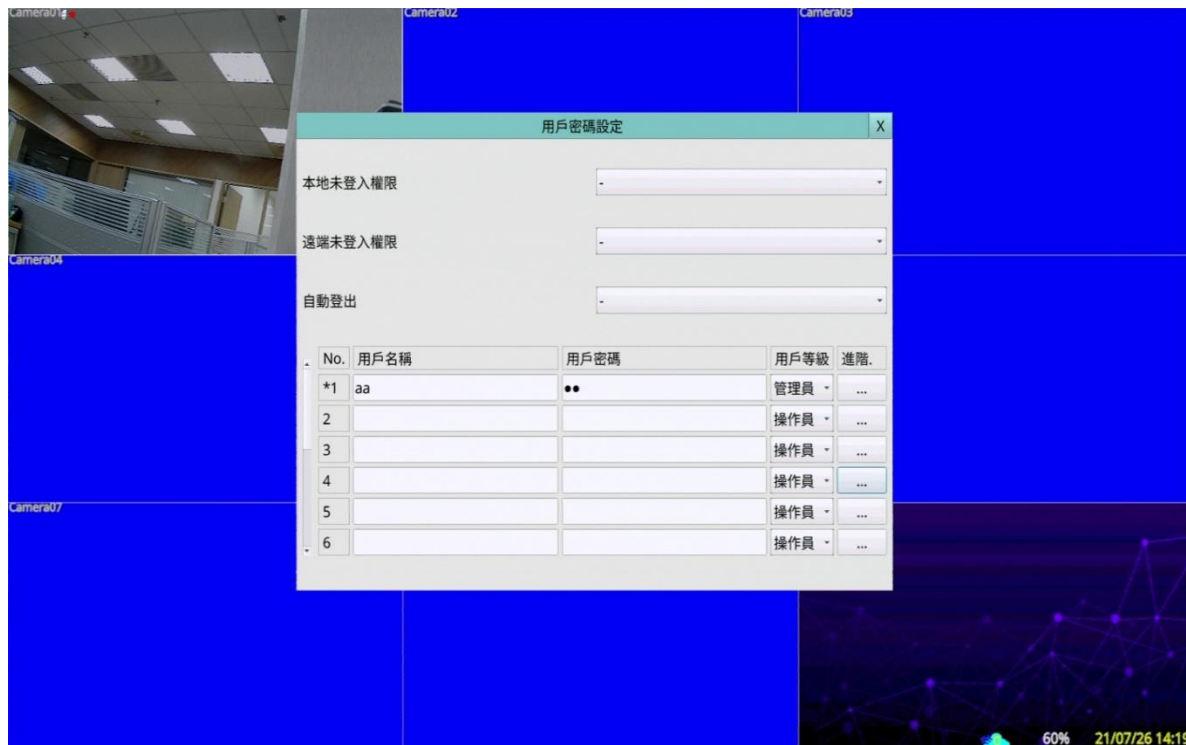 Camera01
Camera02
Camera03
用戶密碼設定 X
本地未登入權限 -
遠端未登入權限 -
自動登出 -
No. 用戶名稱 用戶密碼 用戶等級 進階.
*1 aa ●● 管理員 ...
2 操作員 ...
3 操作員 ...
4 操作員 ...
5 操作員 ...
6 操作員 ...
Camera04
Camera07
60% 21/07/26 14:19